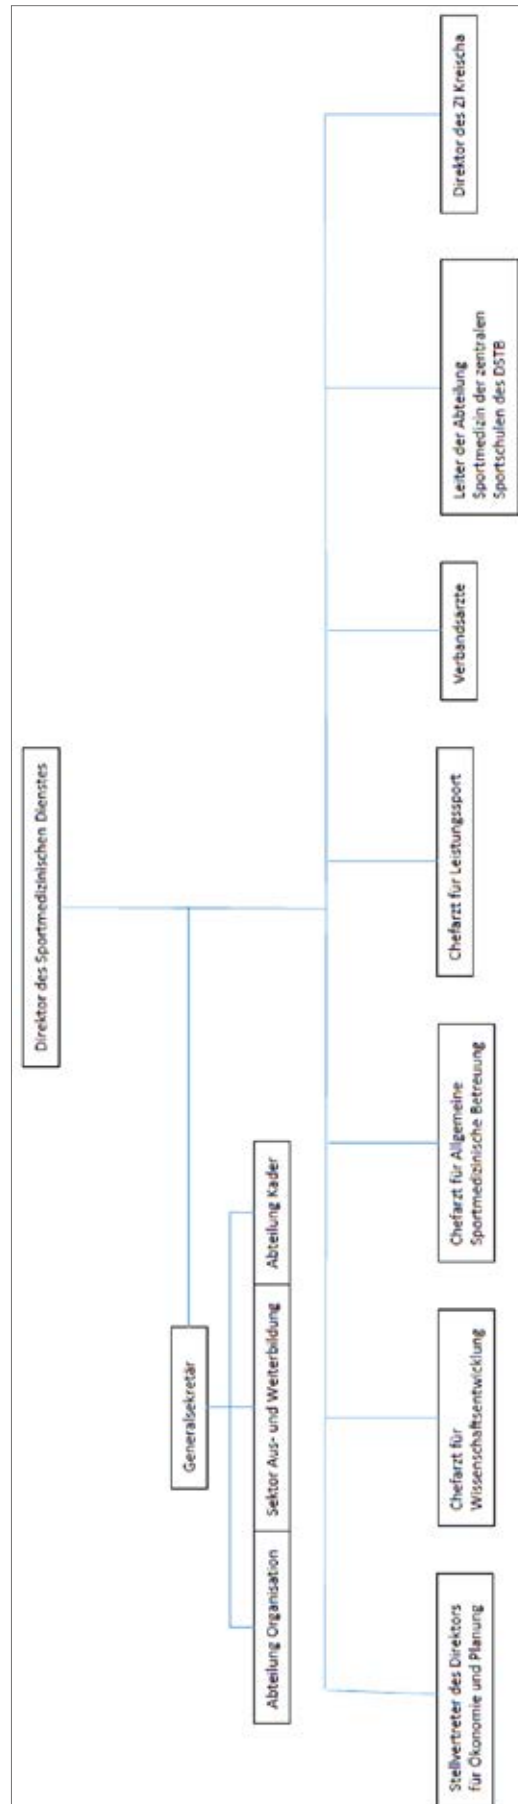 Direktor des Sportmedizinischen Dienstes
Generalsekretär
Abteilung Organisation
Sektor Aus- und Weiterbildung
Abteilung Kader
Stellvertreter des Direktors
für Ökonomie und Planung
Chefarzt für
Wissenschaftsentwicklung
Chefarzt für Allgemeine
Sportmedizinische Betreuung
Chefarzt für Leistungssport
Verbandsärzte
Leiter der Abteilung
Sportmedizin der zentralen
Sportschulen des DSTB
Direktor des ZI Kreischa